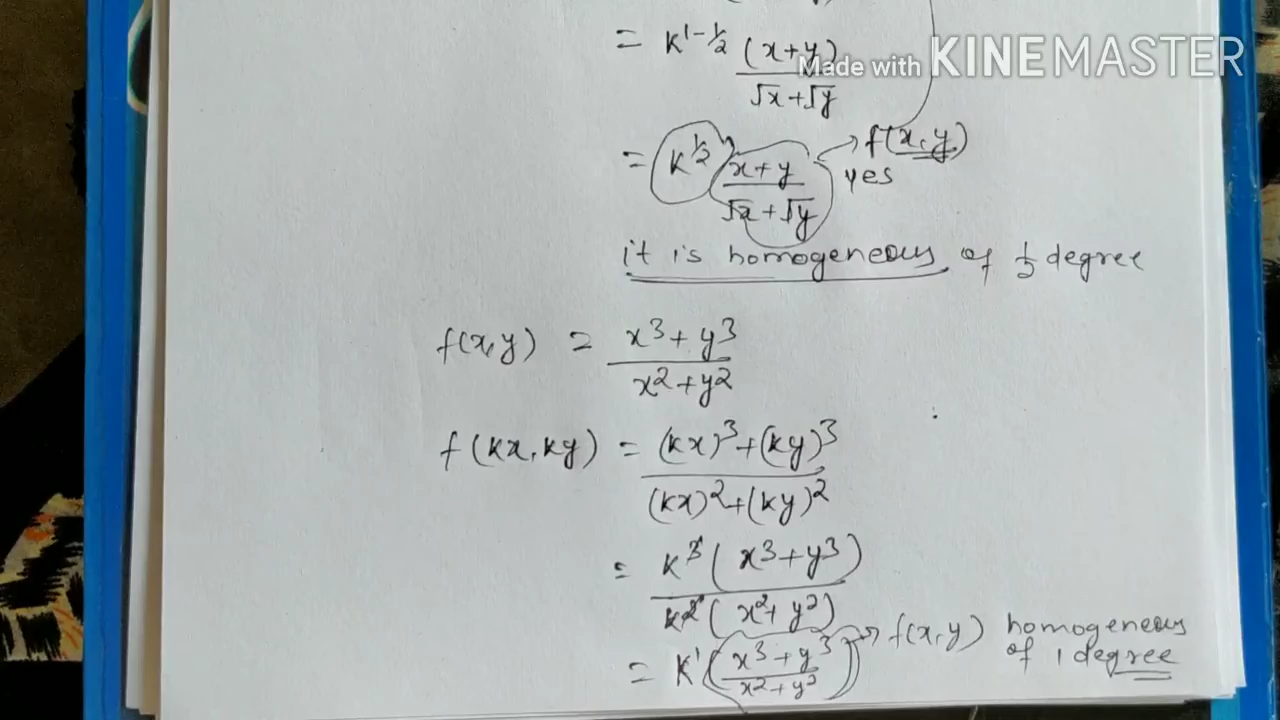 = k^{1-1/2} (x+y) / (√x+√y)
Made with KINEMASTER
= k^{1/2} (x+y) / (√x+√y) → f(x,y)
yes
it is homogeneous of 1/2 degree
f(x,y) = (x³+y³) / (x²+y²)
f(kx,ky) = ((kx)³+(ky)³) / ((kx)²+(ky)²)
= k³(x³+y³) / k²(x²+y²)
= k¹((x³+y³) / (x²+y²)) → f(x,y) homogeneous
of 1 degree